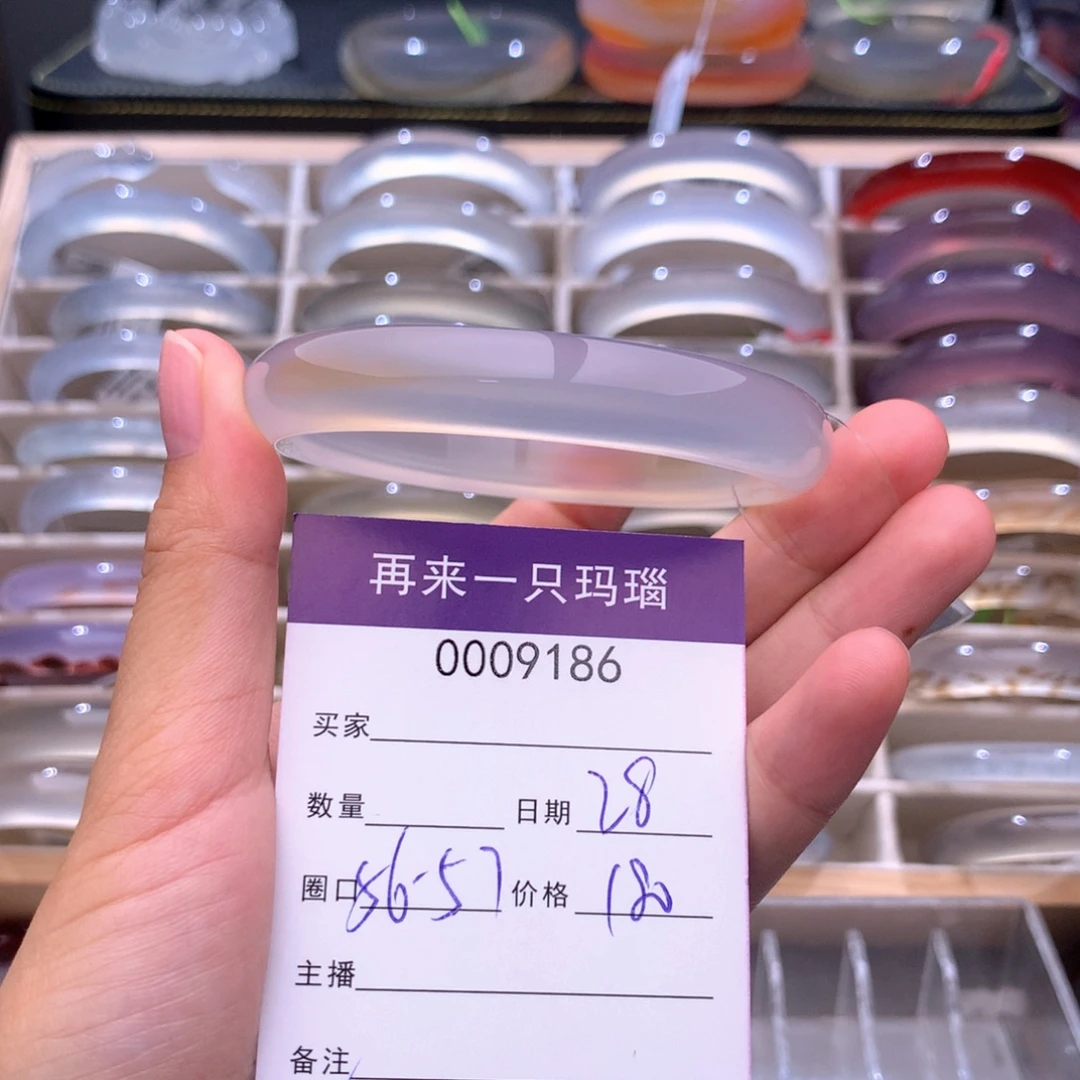 再来一只玛瑙
0009186
买家
数量 日期 28
圈口 56-57 价格 180
主播
备注